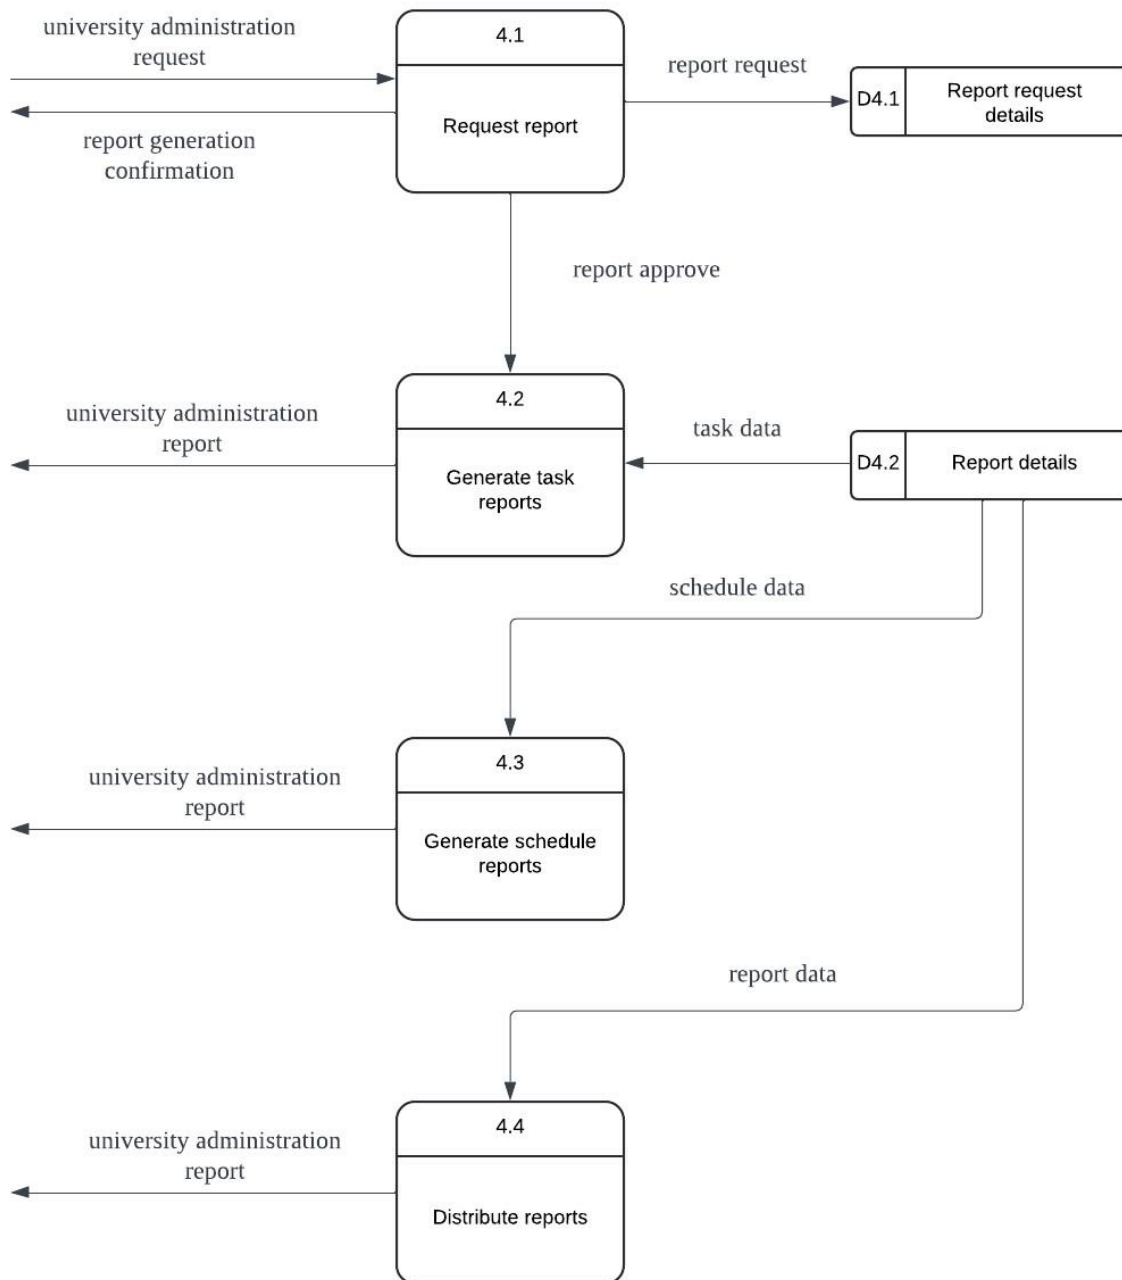 university administration
request
4.1
report request
D4.1
Report request
details
Request report
report generation
confirmation
report approve
4.2
university administration
report
task data
D4.2
Report details
Generate task
reports
schedule data
4.3
university administration
report
Generate schedule
reports
report data
4.4
university administration
report
Distribute reports